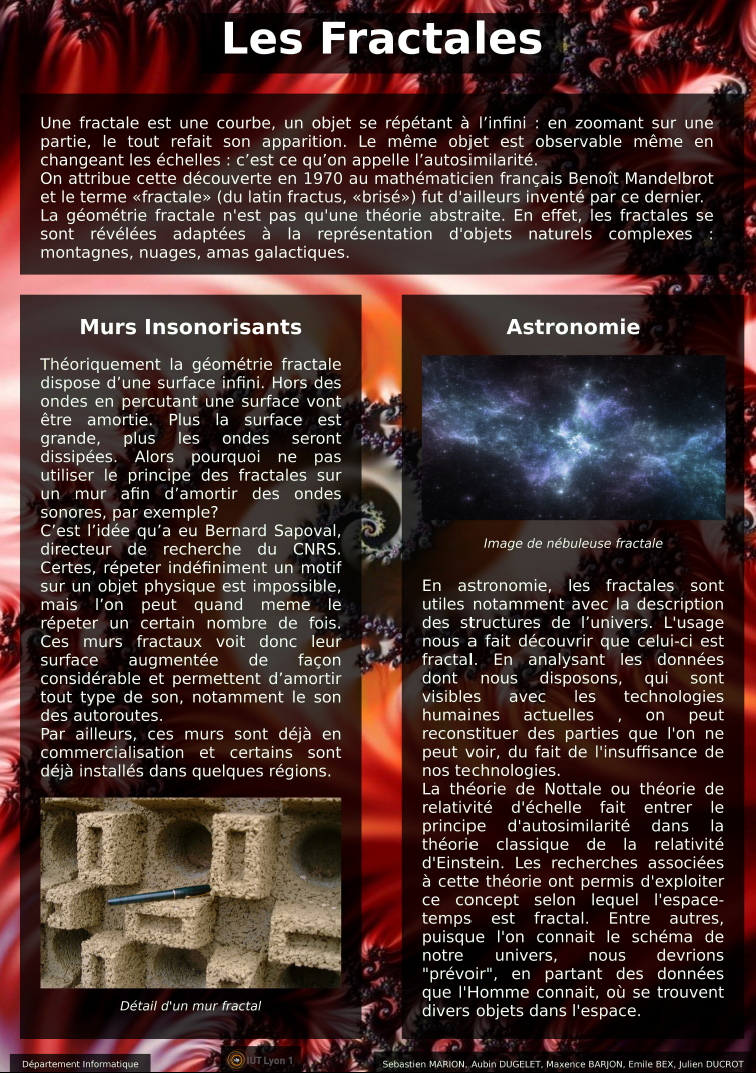 Les Fractales
Une fractale est une courbe, un objet se répétant à l’infini : en zoomant sur une
partie, le tout refait son apparition. Le même objet est observable même en
changeant les échelles : c’est ce qu’on appelle l’autosimilarité.
On attribue cette découverte en 1970 au mathématicien français Benoît Mandelbrot
et le terme «fractale» (du latin fractus, «brisé») fut d'ailleurs inventé par ce dernier.
La géométrie fractale n'est pas qu'une théorie abstraite. En effet, les fractales se
sont révélées adaptées à la représentation d'objets naturels complexes :
montagnes, nuages, amas galactiques.
Murs Insonorisants
Théoriquement la géométrie fractale
dispose d’une surface infini. Hors des
ondes en percutant une surface vont
être amortie. Plus la surface est
grande, plus les ondes seront
dissipées. Alors pourquoi ne pas
utiliser le principe des fractales sur
un mur afin d’amortir des ondes
sonores, par exemple?
C’est l’idée qu’a eu Bernard Sapoval,
directeur de recherche du CNRS.
Certes, répeter indéfiniment un motif
sur un objet physique est impossible,
mais l’on peut quand meme le
répeter un certain nombre de fois.
Ces murs fractaux voit donc leur
surface augmentée de façon
considérable et permettent d’amortir
tout type de son, notamment le son
des autoroutes.
Par ailleurs, ces murs sont déjà en
commercialisation et certains sont
déjà installés dans quelques régions.
Détail d'un mur fractal
Astronomie
Image de nébuleuse fractale
En astronomie, les fractales sont
utiles notamment avec la description
des structures de l’univers. L'usage
nous a fait découvrir que celui-ci est
fractal. En analysant les données
dont nous disposons, qui sont
visibles avec les technologies
humaines actuelles , on peut
reconstituer des parties que l'on ne
peut voir, du fait de l'insuffisance de
nos technologies.
La théorie de Nottale ou théorie de
relativité d'échelle fait entrer le
principe d'autosimilarité dans la
théorie classique de la relativité
d'Einstein. Les recherches associées
à cette théorie ont permis d'exploiter
ce concept selon lequel l'espace-
temps est fractal. Entre autres,
puisque l'on connait le schéma de
notre univers, nous devrions
"prévoir", en partant des données
que l'Homme connait, où se trouvent
divers objets dans l'espace.
Département Informatique
IUT Lyon 1
Sebastien MARION, Aubin DUGELET, Maxence BARJON, Emile BEX, Julien DUCROT